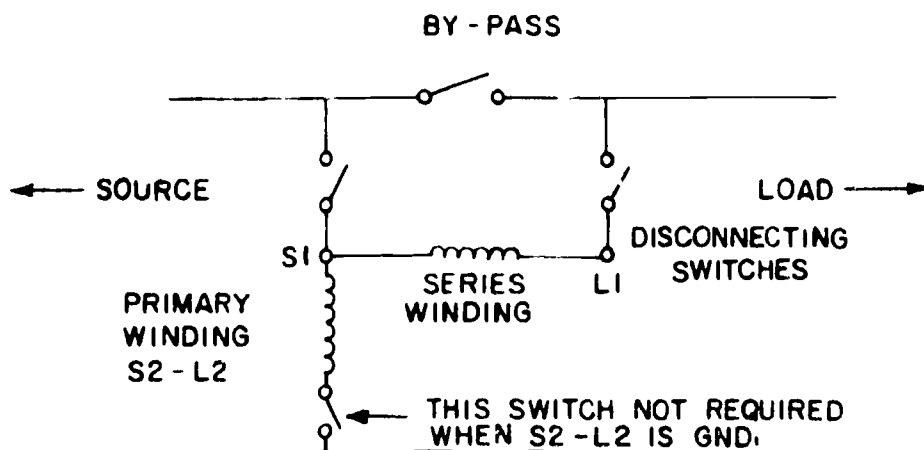 BY - PASS
SOURCE
LOAD
S1
SERIES
WINDING
L1
DISCONNECTING
SWITCHES
PRIMARY
WINDING
S2 - L2
THIS SWITCH NOT REQUIRED
WHEN S2 - L2 IS GND.